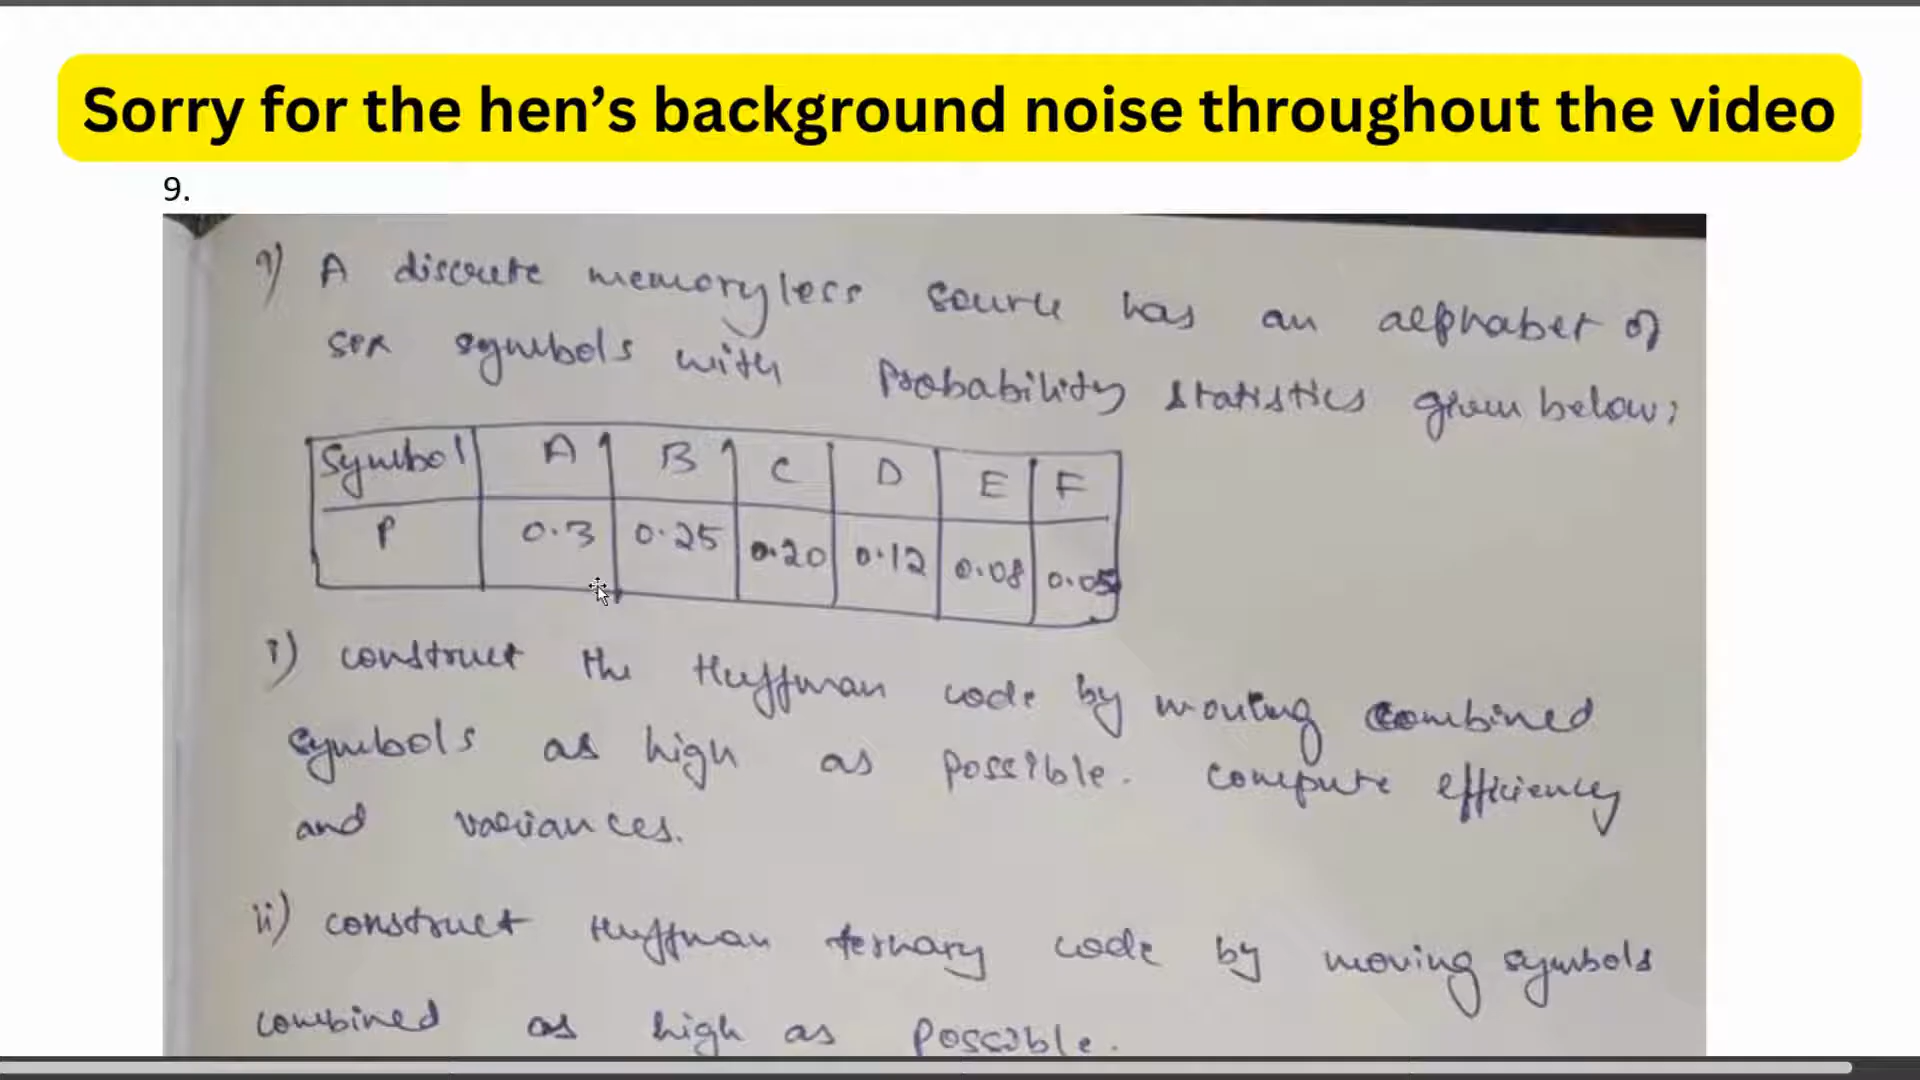 Sorry for the hen's background noise throughout the video
9.
9) A discrete memoryless source has an alphabet of
six symbols with Probability statistics given below:
Symbol A B C D E F
P 0.3 0.25 0.20 0.12 0.08 0.05
i) construct the Huffman code by moving combined
symbols as high as possible. compute efficiency
and variances.
ii) construct Huffman ternary code by moving symbols
combined as high as possible.